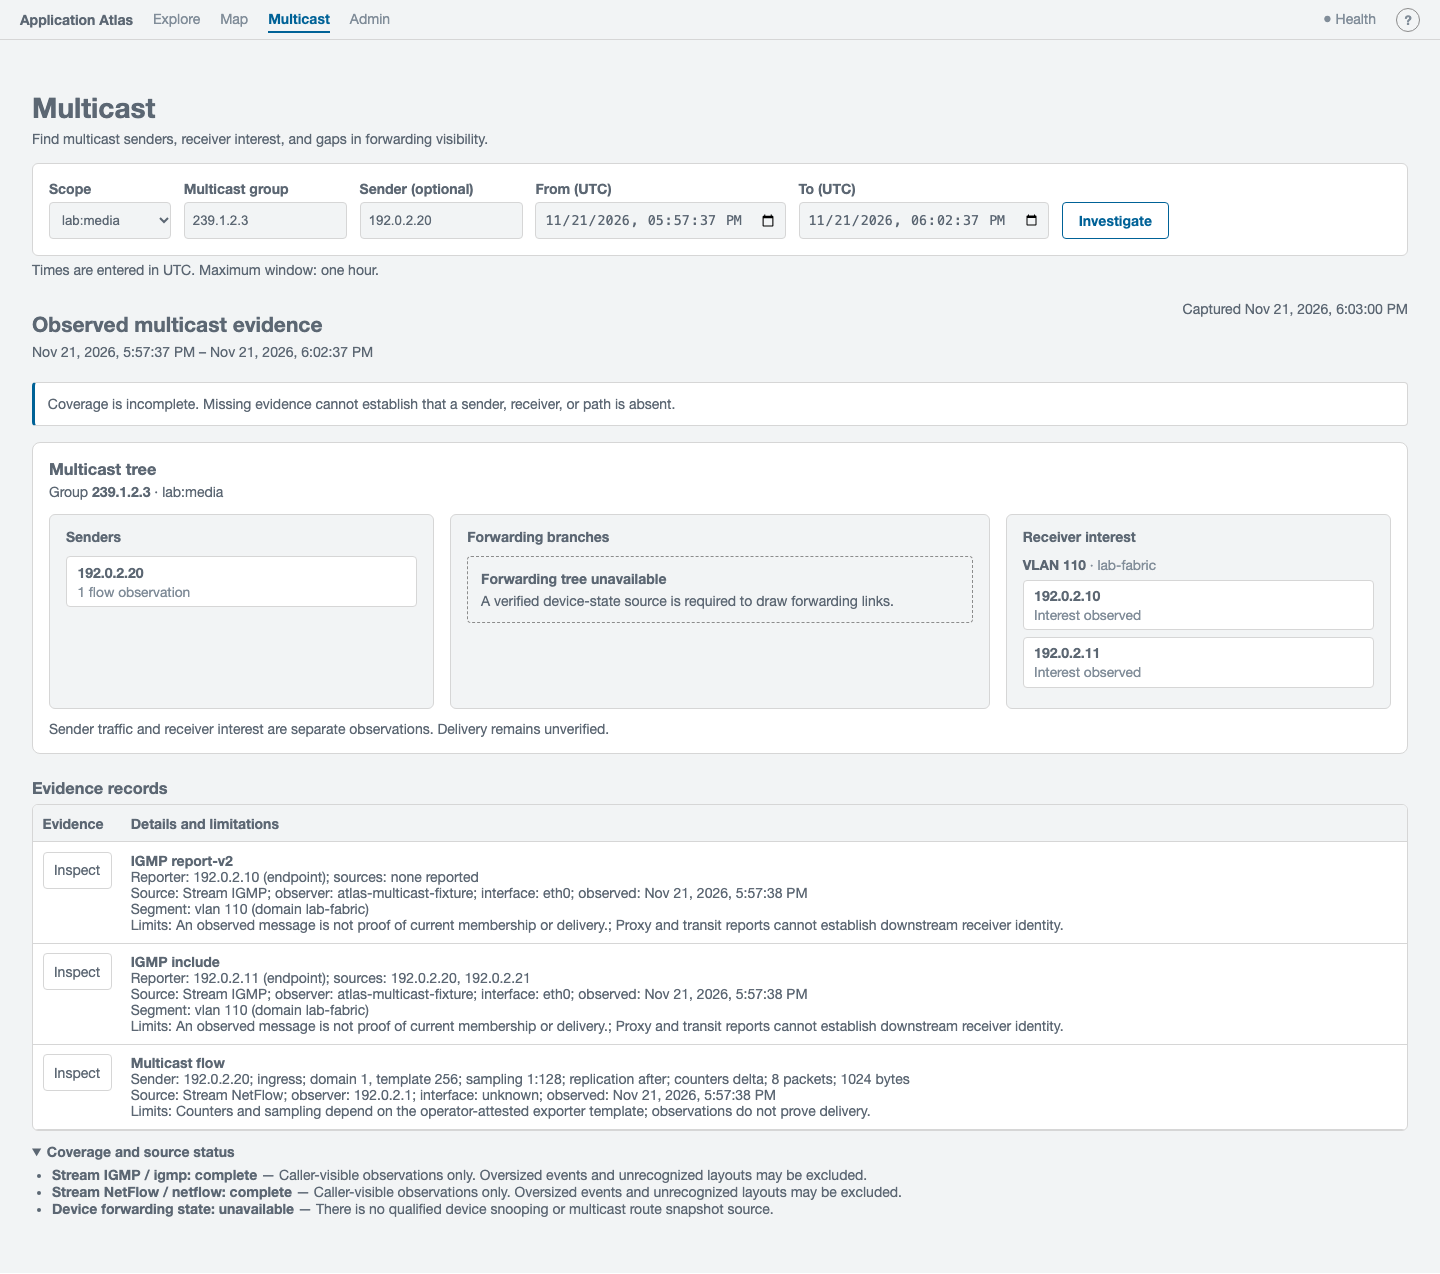 Application Atlas Explore Map Multicast Admin Health ?
Multicast
Find multicast senders, receiver interest, and gaps in forwarding visibility.
Scope Multicast group Sender (optional) From (UTC) To (UTC)
lab:media 239.1.2.3 192.0.2.20 11/21/2026, 05:57:37 PM 11/21/2026, 06:02:37 PM Investigate
Times are entered in UTC. Maximum window: one hour.
Captured Nov 21, 2026, 6:03:00 PM
Observed multicast evidence
Nov 21, 2026, 5:57:37 PM – Nov 21, 2026, 6:02:37 PM
Coverage is incomplete. Missing evidence cannot establish that a sender, receiver, or path is absent.
Multicast tree
Group 239.1.2.3 · lab:media
Senders
192.0.2.20
1 flow observation
Forwarding branches
Forwarding tree unavailable
A verified device-state source is required to draw forwarding links.
Receiver interest
VLAN 110 · lab-fabric
192.0.2.10
Interest observed
192.0.2.11
Interest observed
Sender traffic and receiver interest are separate observations. Delivery remains unverified.
Evidence records
Evidence Details and limitations
Inspect
IGMP report-v2
Reporter: 192.0.2.10 (endpoint); sources: none reported
Source: Stream IGMP; observer: atlas-multicast-fixture; interface: eth0; observed: Nov 21, 2026, 5:57:38 PM
Segment: vlan 110 (domain lab-fabric)
Limits: An observed message is not proof of current membership or delivery.; Proxy and transit reports cannot establish downstream receiver identity.
Inspect
IGMP include
Reporter: 192.0.2.11 (endpoint); sources: 192.0.2.20, 192.0.2.21
Source: Stream IGMP; observer: atlas-multicast-fixture; interface: eth0; observed: Nov 21, 2026, 5:57:38 PM
Segment: vlan 110 (domain lab-fabric)
Limits: An observed message is not proof of current membership or delivery.; Proxy and transit reports cannot establish downstream receiver identity.
Inspect
Multicast flow
Sender: 192.0.2.20; ingress; domain 1, template 256; sampling 1:128; replication after; counters delta; 8 packets; 1024 bytes
Source: Stream NetFlow; observer: 192.0.2.1; interface: unknown; observed: Nov 21, 2026, 5:57:38 PM
Limits: Counters and sampling depend on the operator-attested exporter template; observations do not prove delivery.
▼ Coverage and source status
• Stream IGMP / igmp: complete — Caller-visible observations only. Oversized events and unrecognized layouts may be excluded.
• Stream NetFlow / netflow: complete — Caller-visible observations only. Oversized events and unrecognized layouts may be excluded.
• Device forwarding state: unavailable — There is no qualified device snooping or multicast route snapshot source.